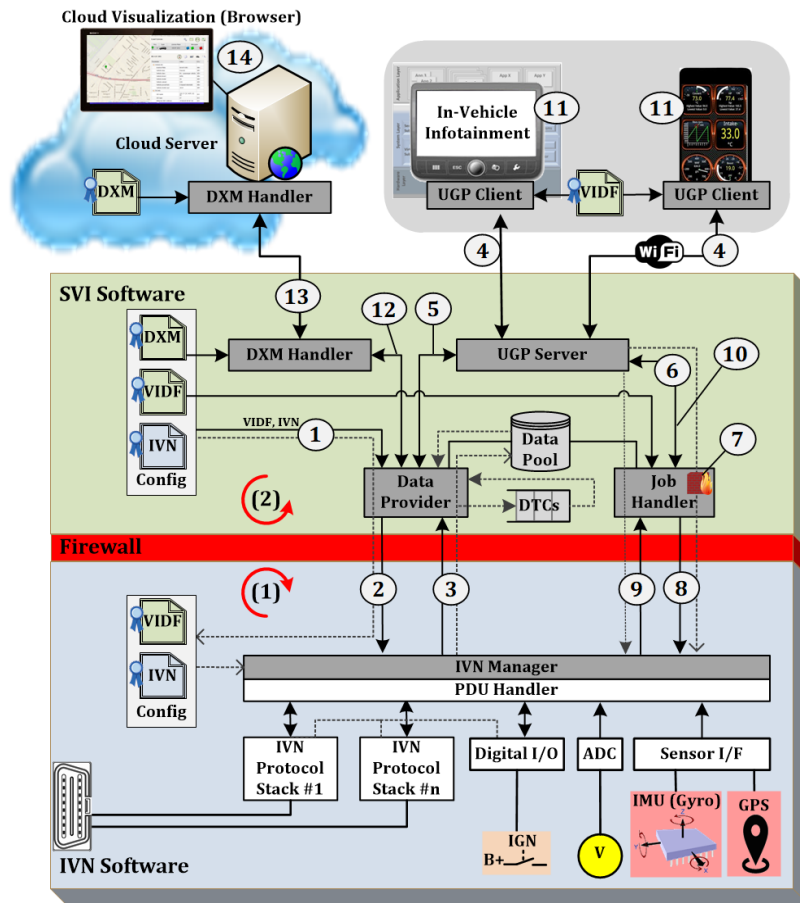 Cloud Visualization (Browser)
14
Cloud Server
DXM
DXM Handler
In-Vehicle
Infotainment
ESC
11
11
Intake
33.0
UGP Client
VIDF
UGP Client
4
WiFi
4
13
SVI Software
12
5
DXM
DXM Handler
UGP Server
10
6
VIDF
VIDF, IVN
1
IVN
Config
Data
Pool
7
Data
Provider
Job
Handler
DTCs
(2)
Firewall
(1)
2
3
9
8
VIDF
IVN
Config
IVN Manager
PDU Handler
IVN
Protocol
Stack #1
IVN
Protocol
Stack #n
Digital I/O
ADC
Sensor I/F
IMU (Gyro)
GPS
Z
Y
X
IGN
B+
V
IVN Software